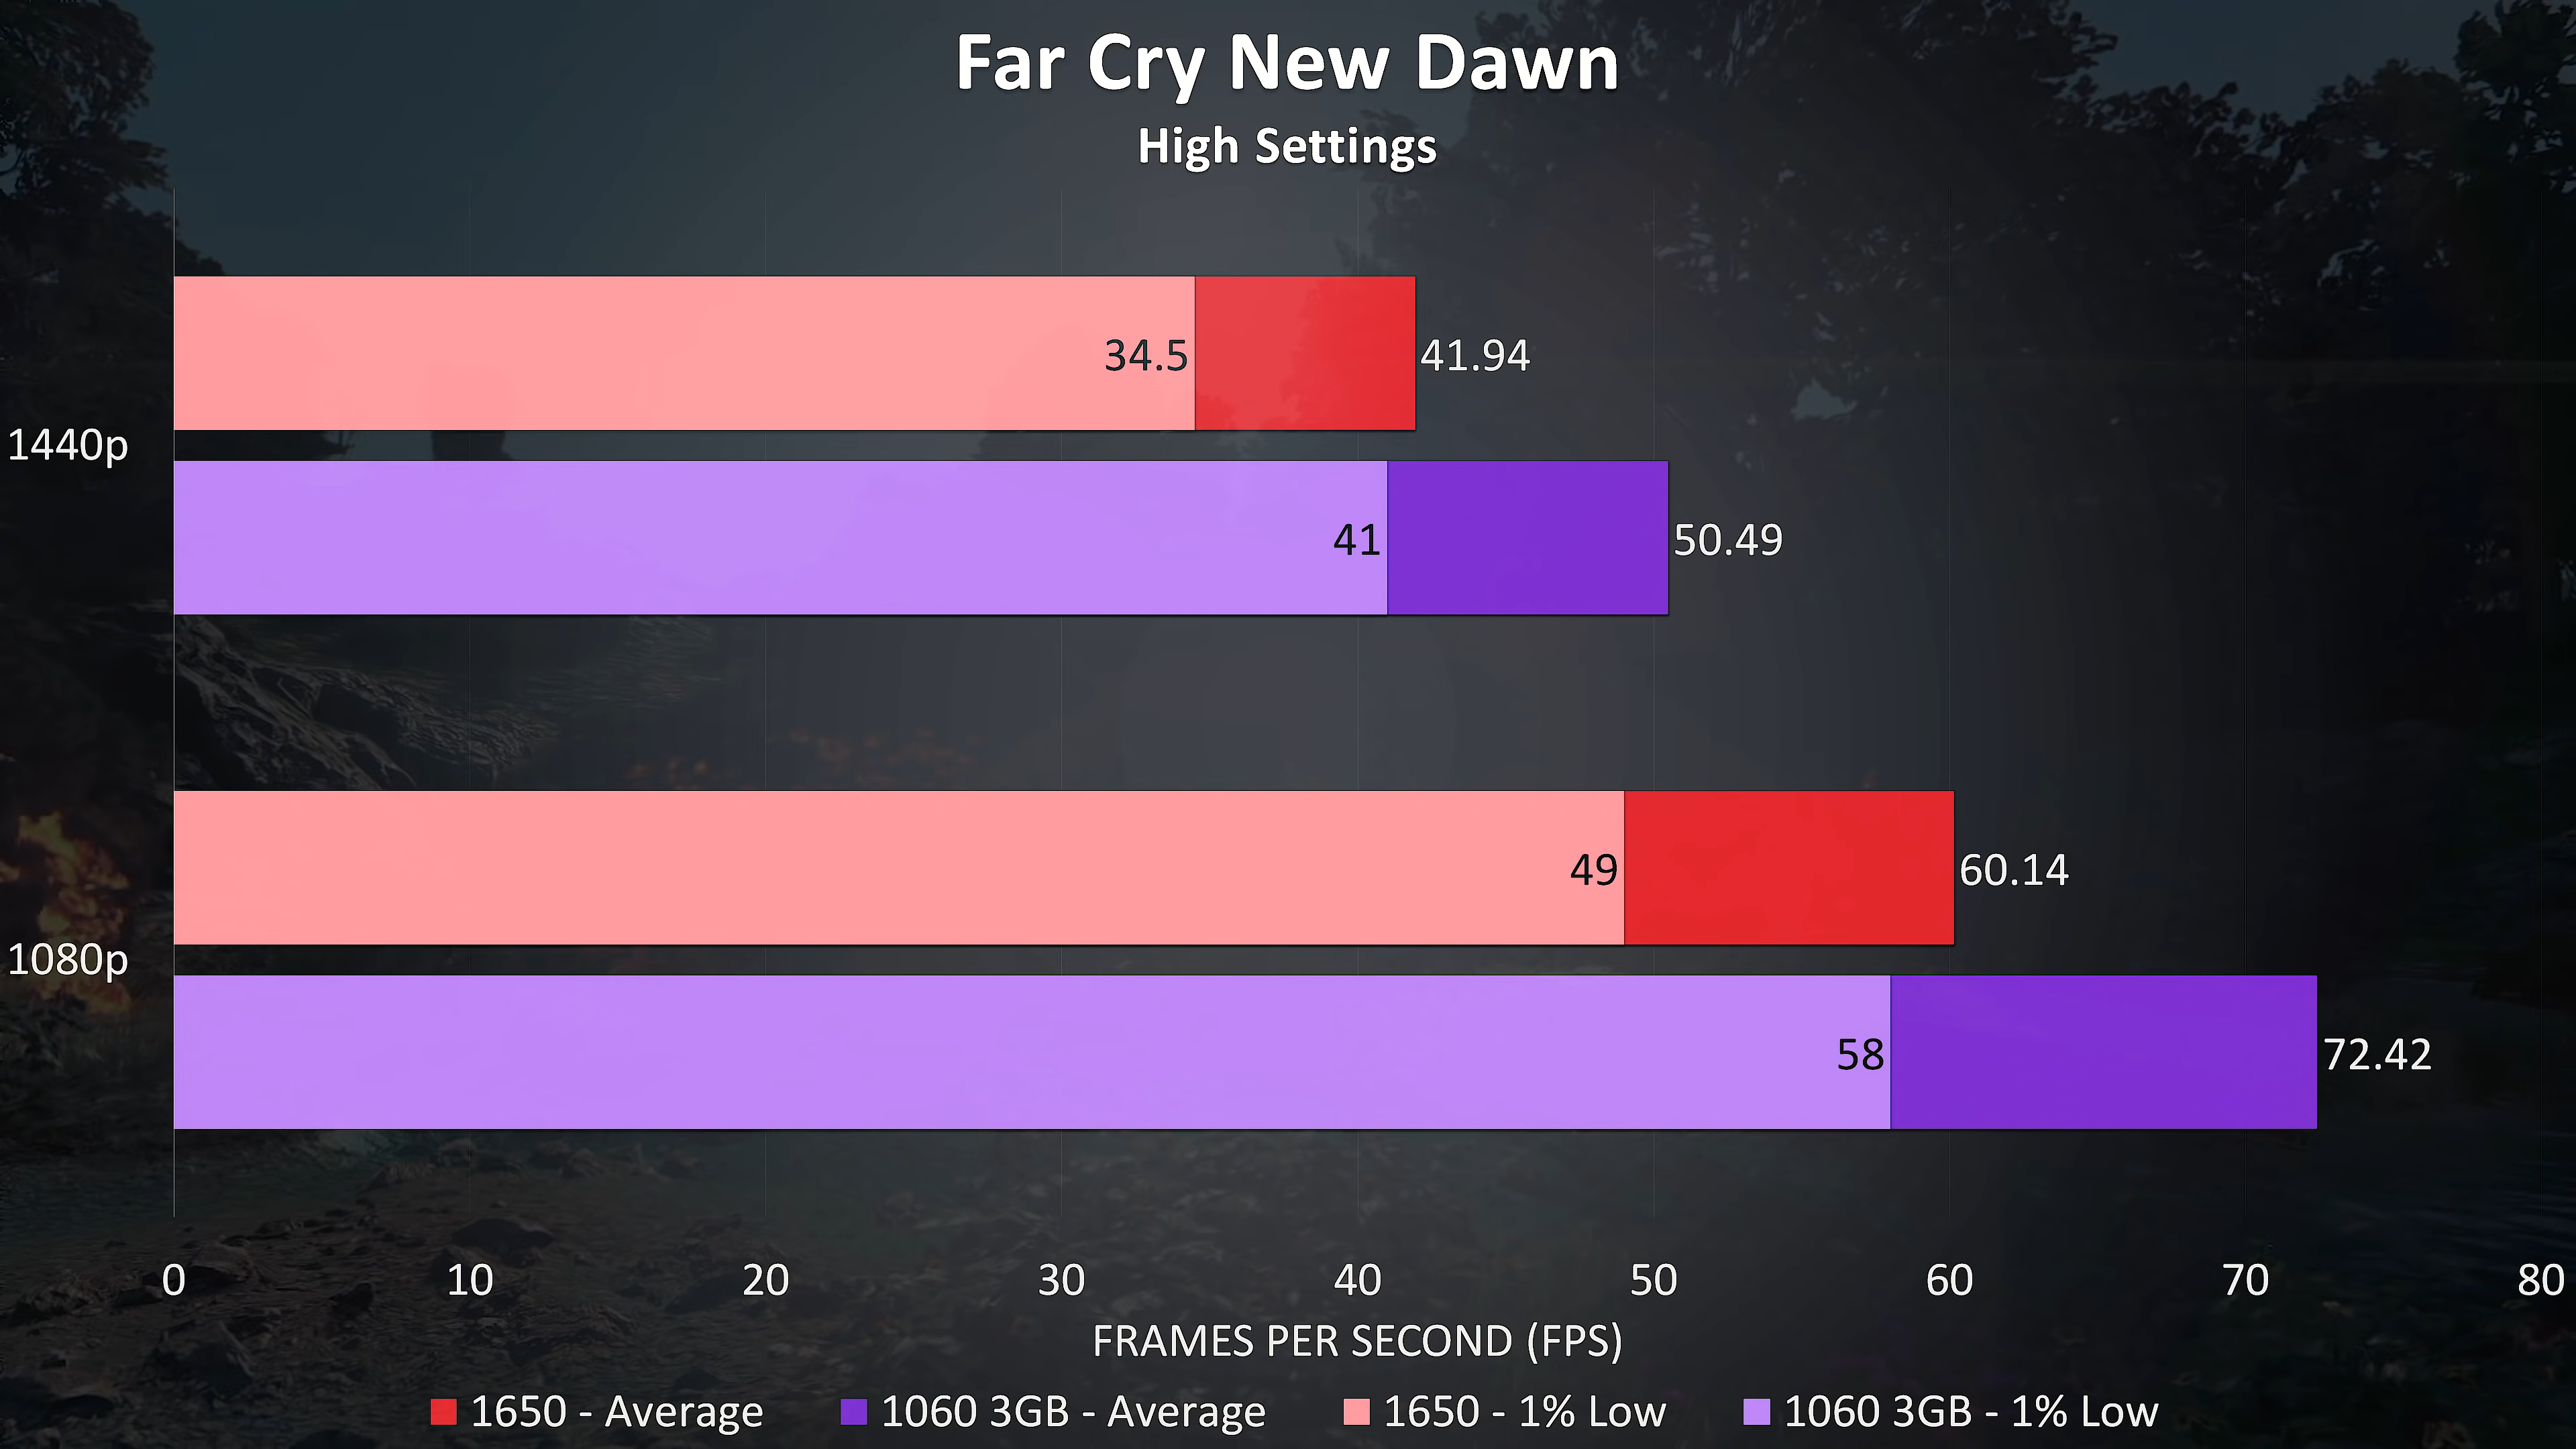 Far Cry New Dawn
High Settings
34.5 41.94
1440p
41 50.49
49 60.14
1080p
58 72.42
0 10 20 30 40 50 60 70 80
FRAMES PER SECOND (FPS)
1650 - Average 1060 3GB - Average 1650 - 1% Low 1060 3GB - 1% Low